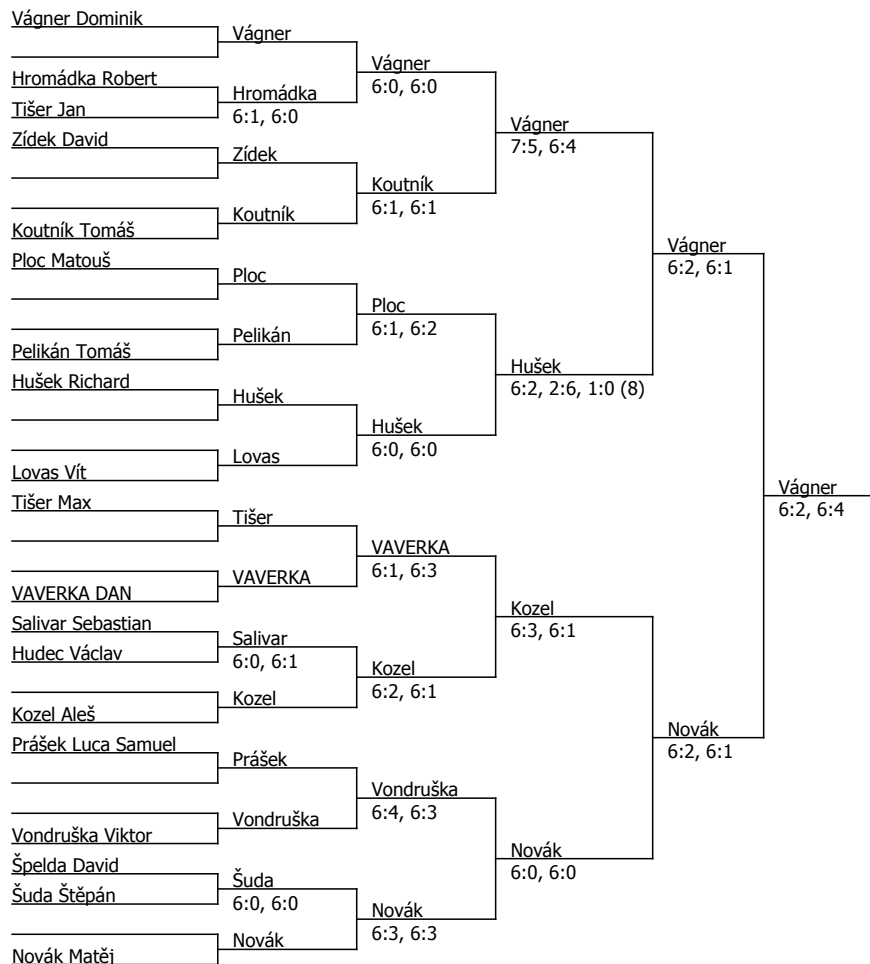 Vágner Dominik
Vágner
Vágner
6:0, 6:0
Hromádka Robert
Hromádka
6:1, 6:0
Tišer Jan
Vágner
7:5, 6:4
Zídek David
Zídek
Koutník
6:1, 6:1
Koutník
Koutník Tomáš
Vágner
6:2, 6:1
Ploc Matouš
Ploc
Ploc
6:1, 6:2
Pelikán
Pelikán Tomáš
Hušek
6:2, 2:6, 1:0 (8)
Hušek Richard
Hušek
Hušek
6:0, 6:0
Lovas
Lovas Vít
Vágner
6:2, 6:4
Tišer Max
Tišer
VAVERKA
6:1, 6:3
VAVERKA
VAVERKA DAN
Kozel
6:3, 6:1
Salivar Sebastian
Salivar
6:0, 6:1
Hudec Václav
Kozel
6:2, 6:1
Kozel
Kozel Aleš
Novák
6:2, 6:1
Prášek Luca Samuel
Prášek
Vondruška
6:4, 6:3
Vondruška
Vondruška Viktor
Novák
6:0, 6:0
Špelda David
Šuda
6:0, 6:0
Šuda Štěpán
Novák
6:3, 6:3
Novák
Novák Matěj